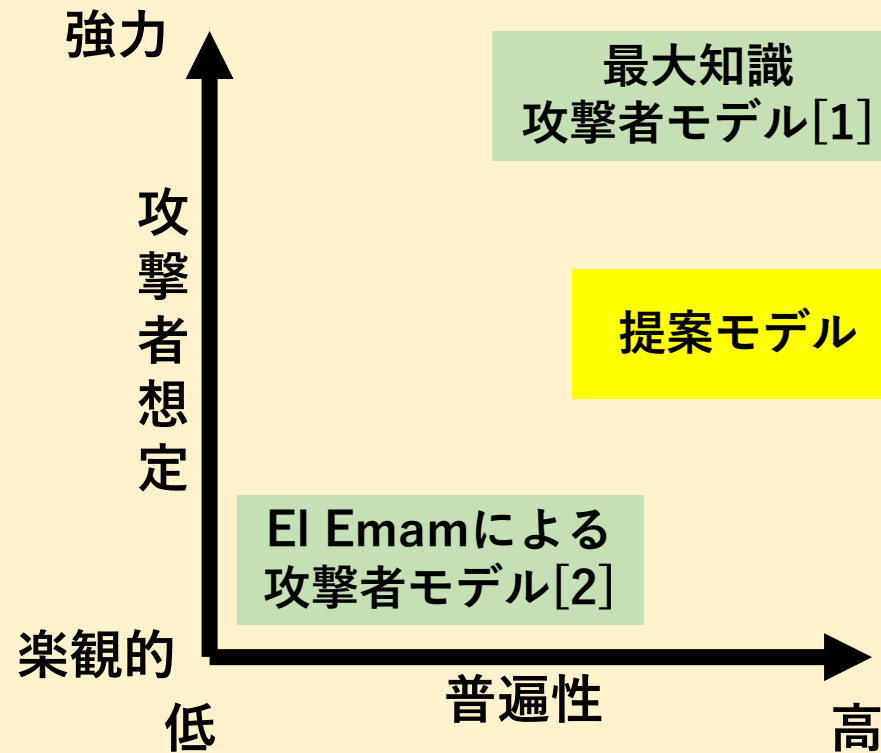 強力
最大知識
攻撃者モデル[1]
攻撃者想定
提案モデル
El Emamによる
攻撃者モデル[2]
楽観的
普遍性
低
高